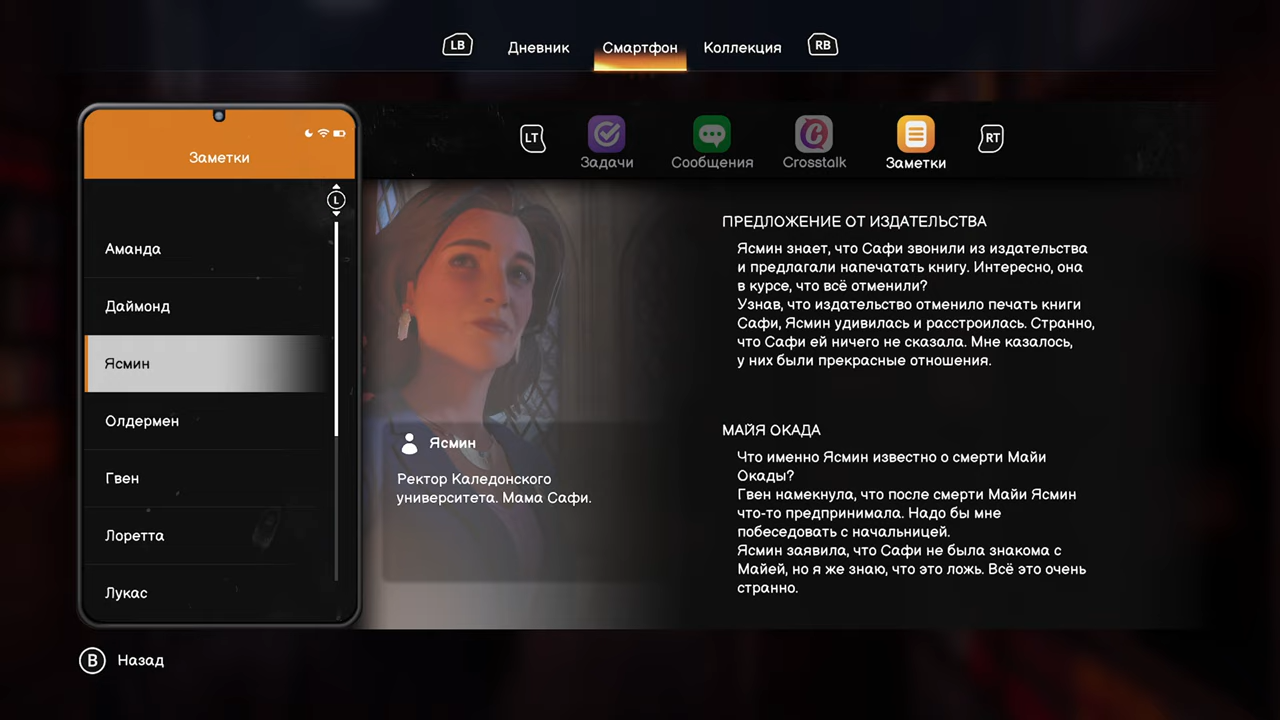 LB
Дневник
Смартфон
Коллекция
RB
Заметки
L
Аманда
Даймонд
Ясмин
Олдермен
Гвен
Лоретта
Лукас
LT
Задачи
Сообщения
Crosstalk
Заметки
RT
Ясмин
Ректор Каледонского
университета. Мама Сафи.
ПРЕДЛОЖЕНИЕ ОТ ИЗДАТЕЛЬСТВА
Ясмин знает, что Сафи звонили из издательства
и предлагали напечатать книгу. Интересно, она
в курсе, что всё отменили?
Узнав, что издательство отменило печать книги
Сафи, Ясмин удивилась и расстроилась. Странно,
что Сафи ей ничего не сказала. Мне казалось,
у них были прекрасные отношения.
МАЙЯ ОКАДА
Что именно Ясмин известно о смерти Майи
Окады?
Гвен намекнула, что после смерти Майи Ясмин
что-то предпринимала. Надо бы мне
побеседовать с начальницей.
Ясмин заявила, что Сафи не была знакома с
Майей, но я же знаю, что это ложь. Всё это очень
странно.
B
Назад